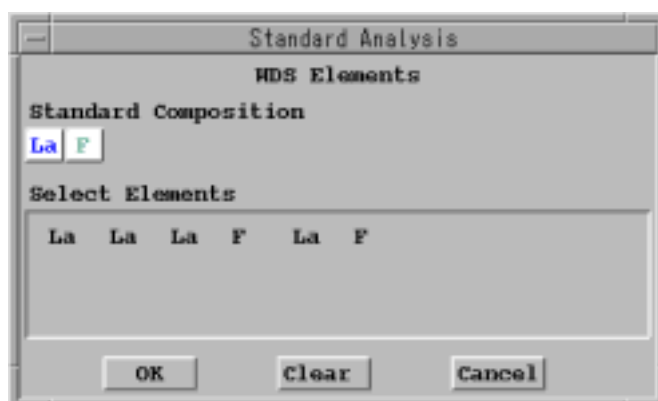 Standard Analysis
WDS Elements
Standard Composition
La F
Select Elements
La La La F La F
OK Clear Cancel